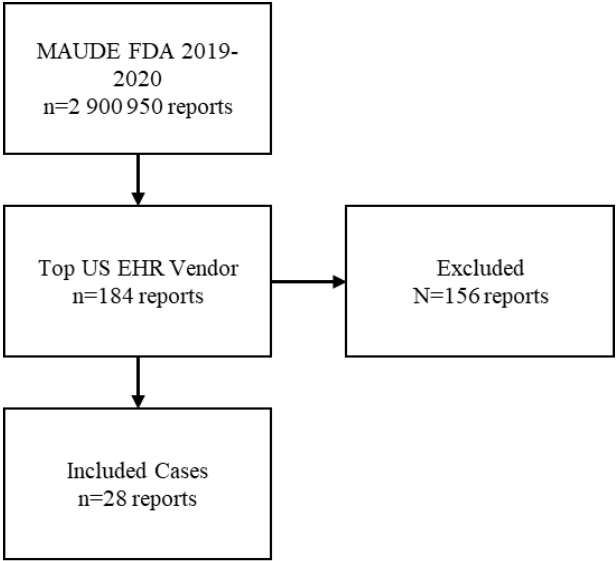 MAUDE FDA 2019-
2020
n=2 900 950 reports
Top US EHR Vendor
n=184 reports
Excluded
N=156 reports
Included Cases
n=28 reports